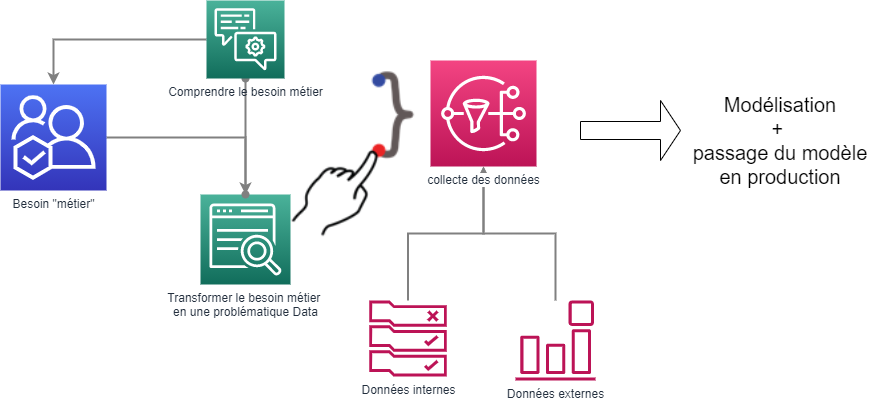 Comprendre le besoin métier
Besoin "métier"
Transformer le besoin métier
en une problématique Data
collecte des données
Données internes
Données externes
Modélisation
+
passage du modèle
en production